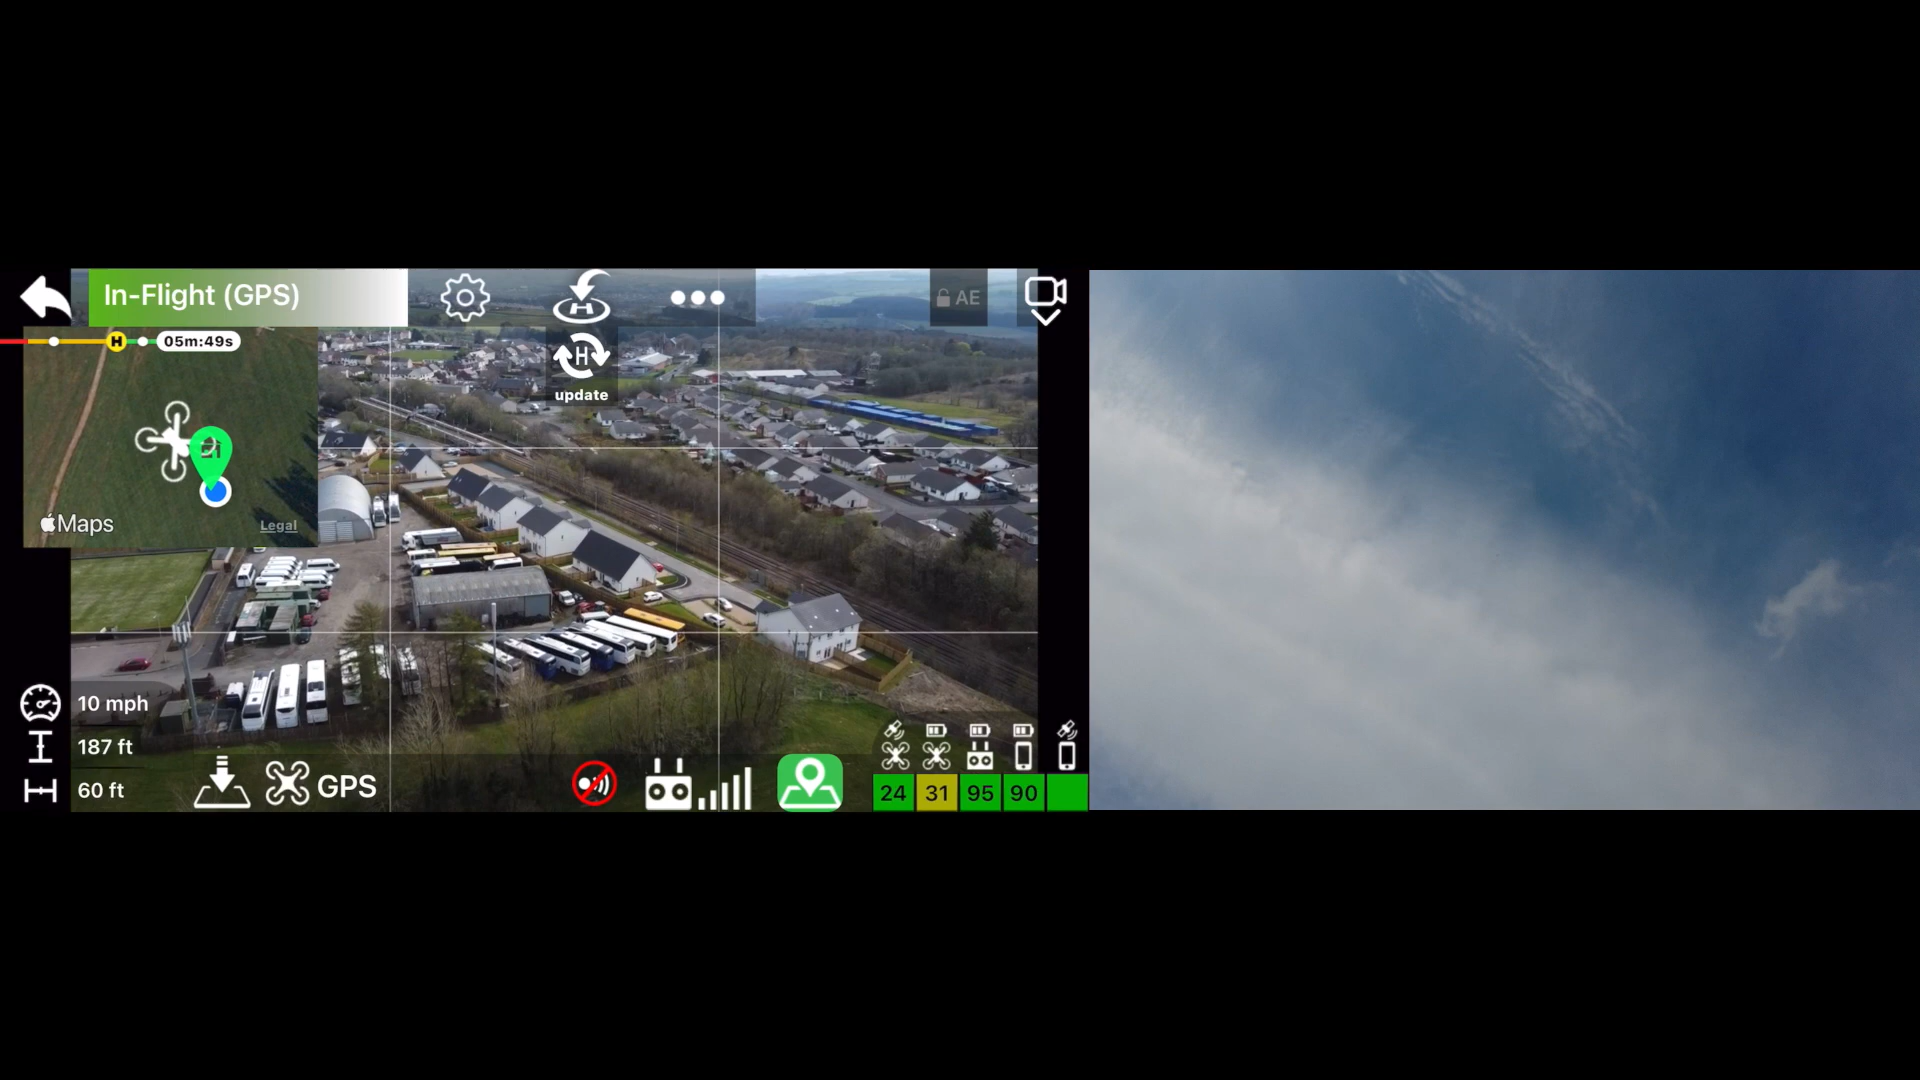 In-Flight (GPS)
AE
H
05m:49s
H
update
H
Maps
Legal
10 mph
187 ft
60 ft
GPS
24
31
95
90